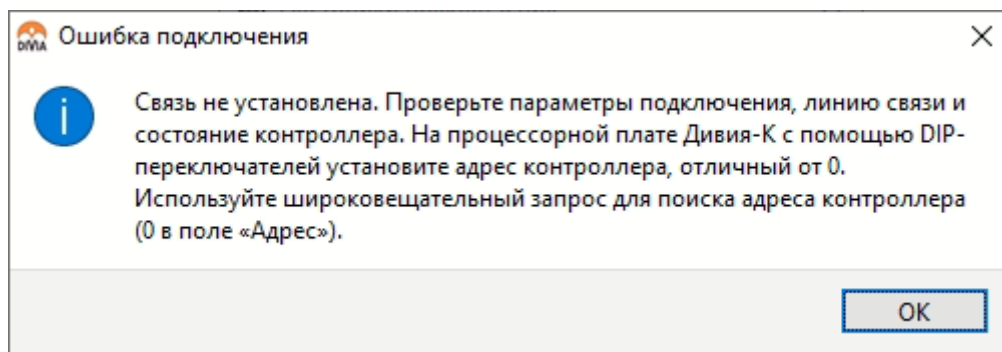 DIVIA Ошибка подключения
Связь не установлена. Проверьте параметры подключения, линию связи и
состояние контроллера. На процессорной плате Дивия-К с помощью DIP-
переключателей установите адрес контроллера, отличный от 0.
Используйте широковещательный запрос для поиска адреса контроллера
(0 в поле «Адрес»).
OK